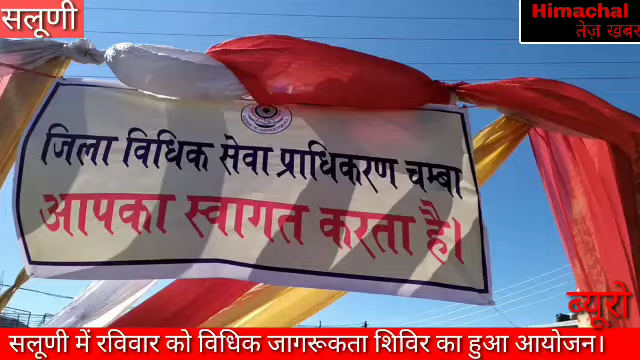 सलूणी
Himachal
तेज़ ख़बर
जिला विधिक सेवा प्राधिकरण चम्बा
आपका स्वागत करता है।
ब्यूरो
सलूणी में रविवार को विधिक जागरूकता शिविर का हुआ आयोजन।